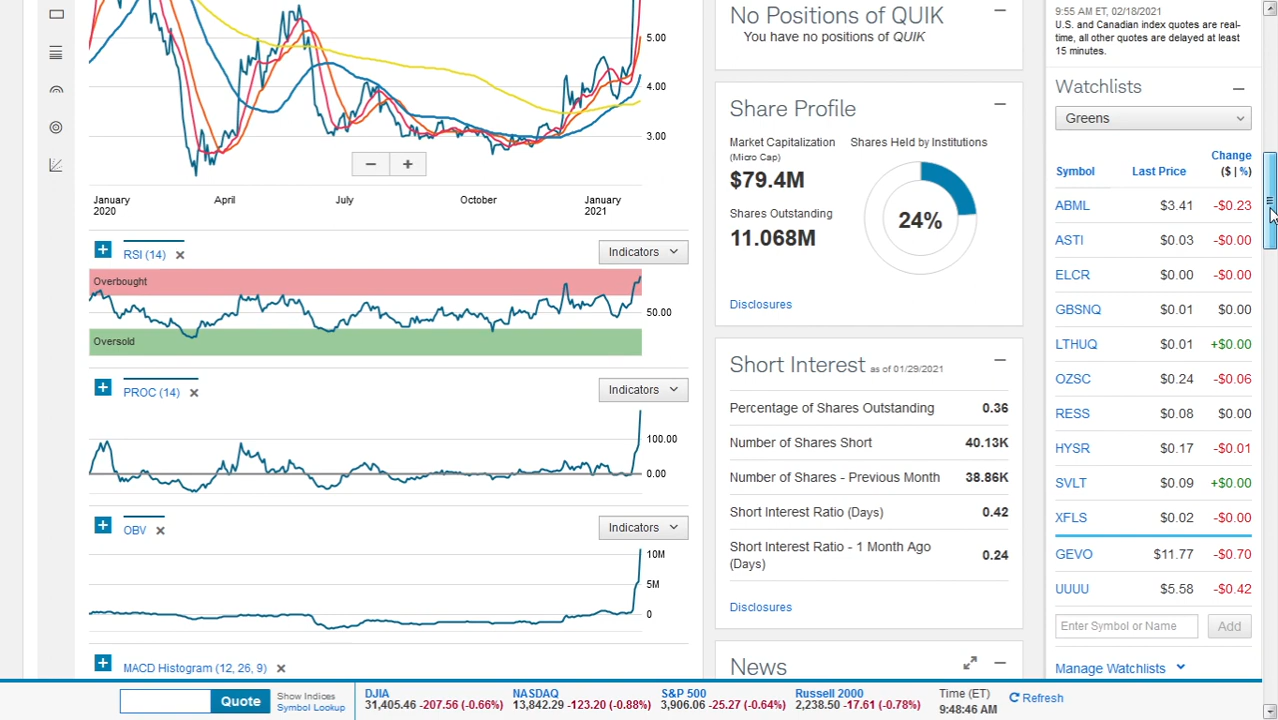 5.00
4.00
3.00
− +
January 2020 April July October January 2021
RSI (14) ×
Indicators
Overbought
50.00
Oversold
PROC (14) ×
Indicators
100.00
0.00
OBV ×
Indicators
10M
5M
0
MACD Histogram (12, 26, 9) ×
No Positions of QUIK
You have no positions of QUIK
Share Profile
Market Capitalization
(Micro Cap)
$79.4M
Shares Outstanding
11.068M
Shares Held by Institutions
24%
Disclosures
Short Interest as of 01/29/2021
Percentage of Shares Outstanding 0.36
Number of Shares Short 40.13K
Number of Shares - Previous Month 38.86K
Short Interest Ratio (Days) 0.42
Short Interest Ratio - 1 Month Ago
(Days) 0.24
Disclosures
News
9:55 AM ET, 02/18/2021
U.S. and Canadian index quotes are real-
time, all other quotes are delayed at least
15 minutes.
Watchlists
Greens
Symbol Last Price Change
($ | %)
ABML $3.41 -$0.23
ASTI $0.03 -$0.00
ELCR $0.00 -$0.00
GBSNQ $0.01 $0.00
LTHUQ $0.01 +$0.00
OZSC $0.24 -$0.06
RESS $0.08 $0.00
HYSR $0.17 -$0.01
SVLT $0.09 +$0.00
XFLS $0.02 -$0.00
GEVO $11.77 -$0.70
UUUU $5.58 -$0.42
Enter Symbol or Name Add
Manage Watchlists
Quote
Show Indices
Symbol Lookup
DJIA
31,405.46 -207.56 (-0.66%)
NASDAQ
13,842.29 -123.20 (-0.88%)
S&P 500
3,906.06 -25.27 (-0.64%)
Russell 2000
2,238.50 -17.61 (-0.78%)
Time (ET)
9:48:46 AM
Refresh